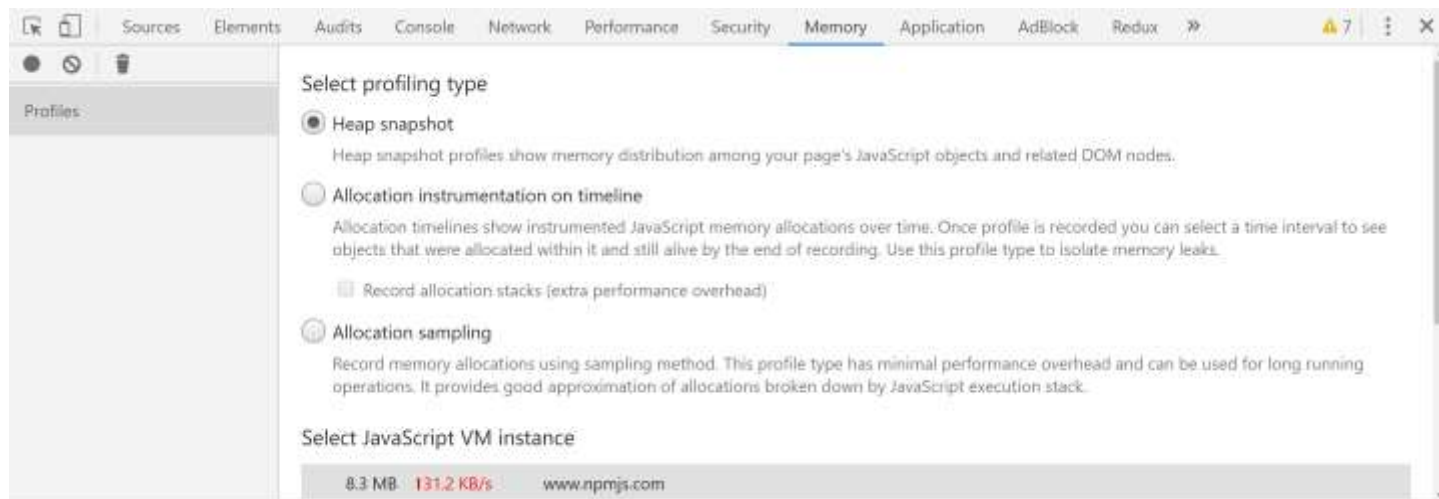 Sources Elements Audits Console Network Performance Security Memory Application AdBlock Redux » 7
Profiles
Select profiling type
Heap snapshot
Heap snapshot profiles show memory distribution among your page's JavaScript objects and related DOM nodes.
Allocation instrumentation on timeline
Allocation timelines show instrumented JavaScript memory allocations over time. Once profile is recorded you can select a time interval to see
objects that were allocated within it and still alive by the end of recording. Use this profile type to isolate memory leaks.
Record allocation stacks (extra performance overhead)
Allocation sampling
Record memory allocations using sampling method. This profile type has minimal performance overhead and can be used for long running
operations. It provides good approximation of allocations broken down by JavaScript execution stack.
Select JavaScript VM instance
8.3 MB 131.2 KB/s www.npmjs.com